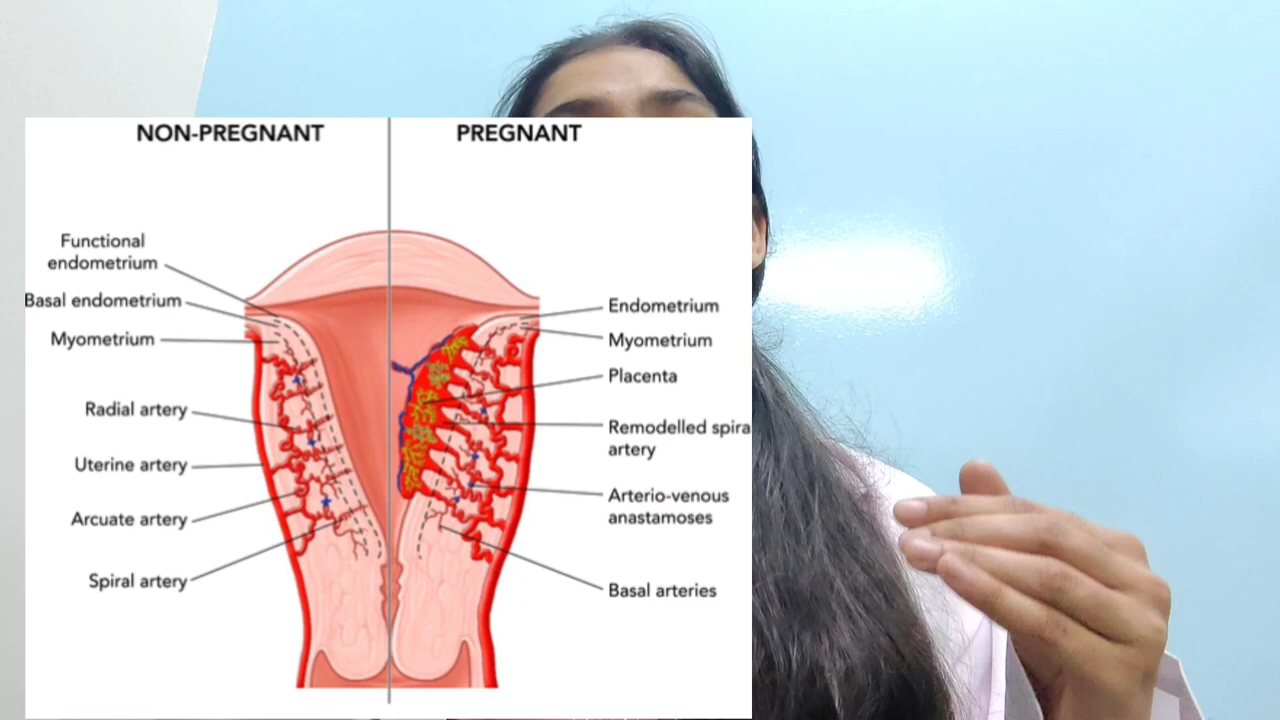 NON-PREGNANT
PREGNANT
Functional
endometrium
Basal endometrium
Myometrium
Radial artery
Uterine artery
Arcuate artery
Spiral artery
Endometrium
Myometrium
Placenta
Remodelled spira
artery
Arterio-venous
anastamoses
Basal arteries